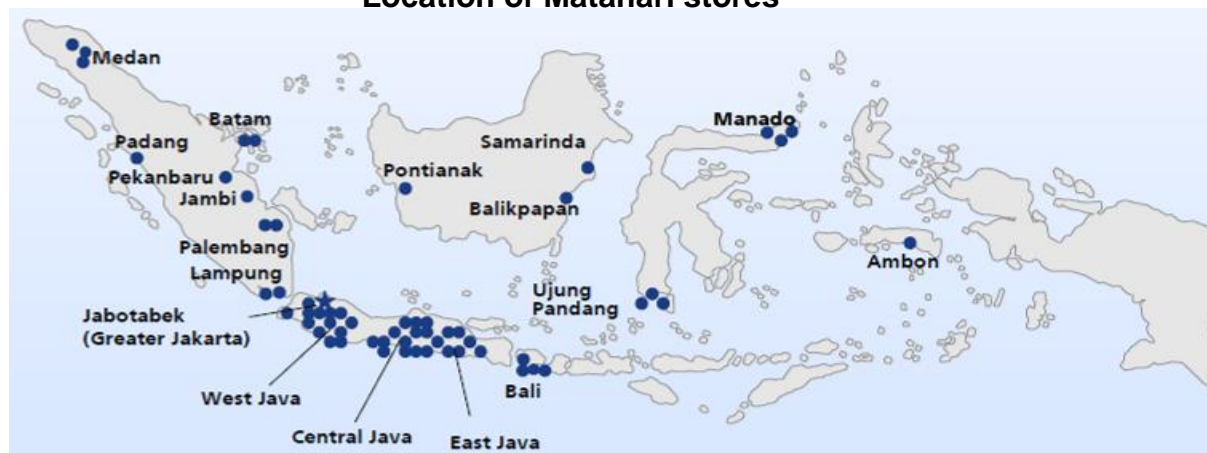 Location of Matahari stores
Medan
Batam
Padang
Pekanbaru
Jambi
Palembang
Lampung
Jabotabek
(Greater Jakarta)
West Java
Central Java
East Java
Bali
Pontianak
Samarinda
Balikpapan
Manado
Ujung
Pandang
Ambon